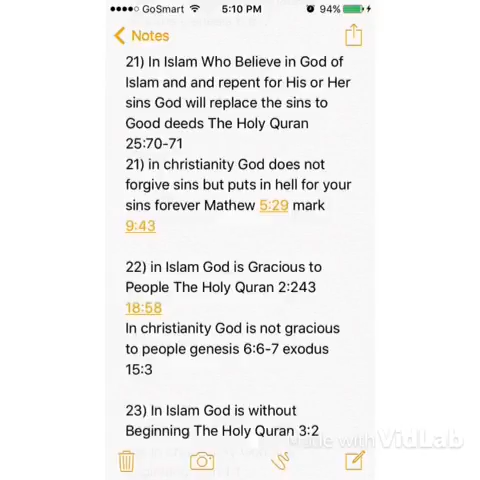 GoSmart 5:10 PM 94%
Notes
21) In Islam Who Believe in God of
Islam and and repent for His or Her
sins God will replace the sins to
Good deeds The Holy Quran
25:70-71
21) in christianity God does not
forgive sins but puts in hell for your
sins forever Mathew 5:29 mark
9:43
22) in Islam God is Gracious to
People The Holy Quran 2:243
18:58
In christianity God is not gracious
to people genesis 6:6-7 exodus
15:3
23) In Islam God is without
Beginning The Holy Quran 3:2
Made with VidLab